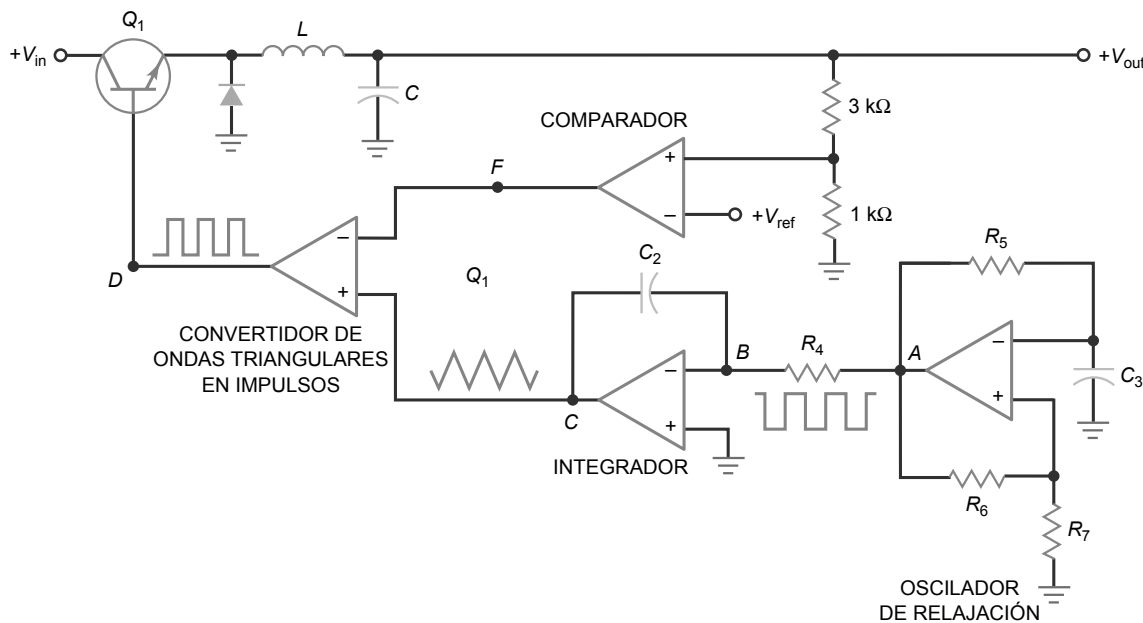 Q1
+Vin
L
C
+Vout
3 kΩ
COMPARADOR
+
−
F
+Vref
1 kΩ
C2
R5
−
+
D
Q1
CONVERTIDOR DE
ONDAS TRIANGULARES
EN IMPULSOS
B
R4
A
−
+
C3
C
−
+
INTEGRADOR
R6
R7
OSCILADOR
DE RELAJACIÓN